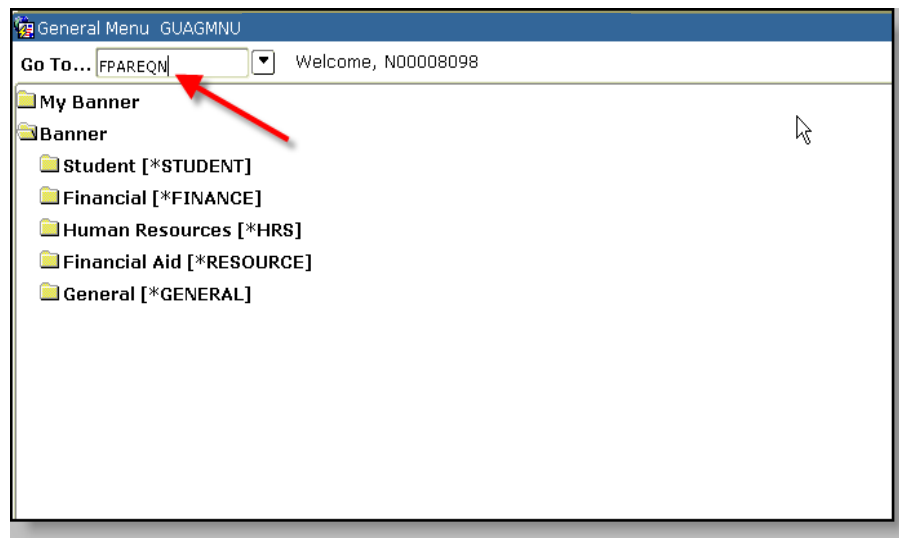 General Menu GUAGMNU
Go To... FPAREQN Welcome, N00008098
My Banner
Banner
Student [*STUDENT]
Financial [*FINANCE]
Human Resources [*HRS]
Financial Aid [*RESOURCE]
General [*GENERAL]